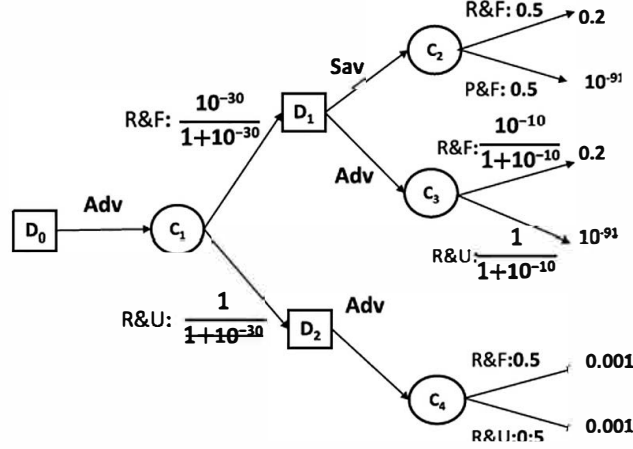 R&F: 0.5
0.2
C₂
Sav
P&F: 0.5
10⁻⁹¹
R&F: 10⁻³⁰ / 1+10⁻³⁰
D₁
R&F: 10⁻¹⁰ / 1+10⁻¹⁰
0.2
Adv
C₃
Adv
D₀
C₁
10⁻⁹¹
R&U: 1 / 1+10⁻¹⁰
R&U: 1 / 1+10⁻³⁰
D₂
Adv
R&F:0.5
0.001
C₄
0.001
R&U:0:5